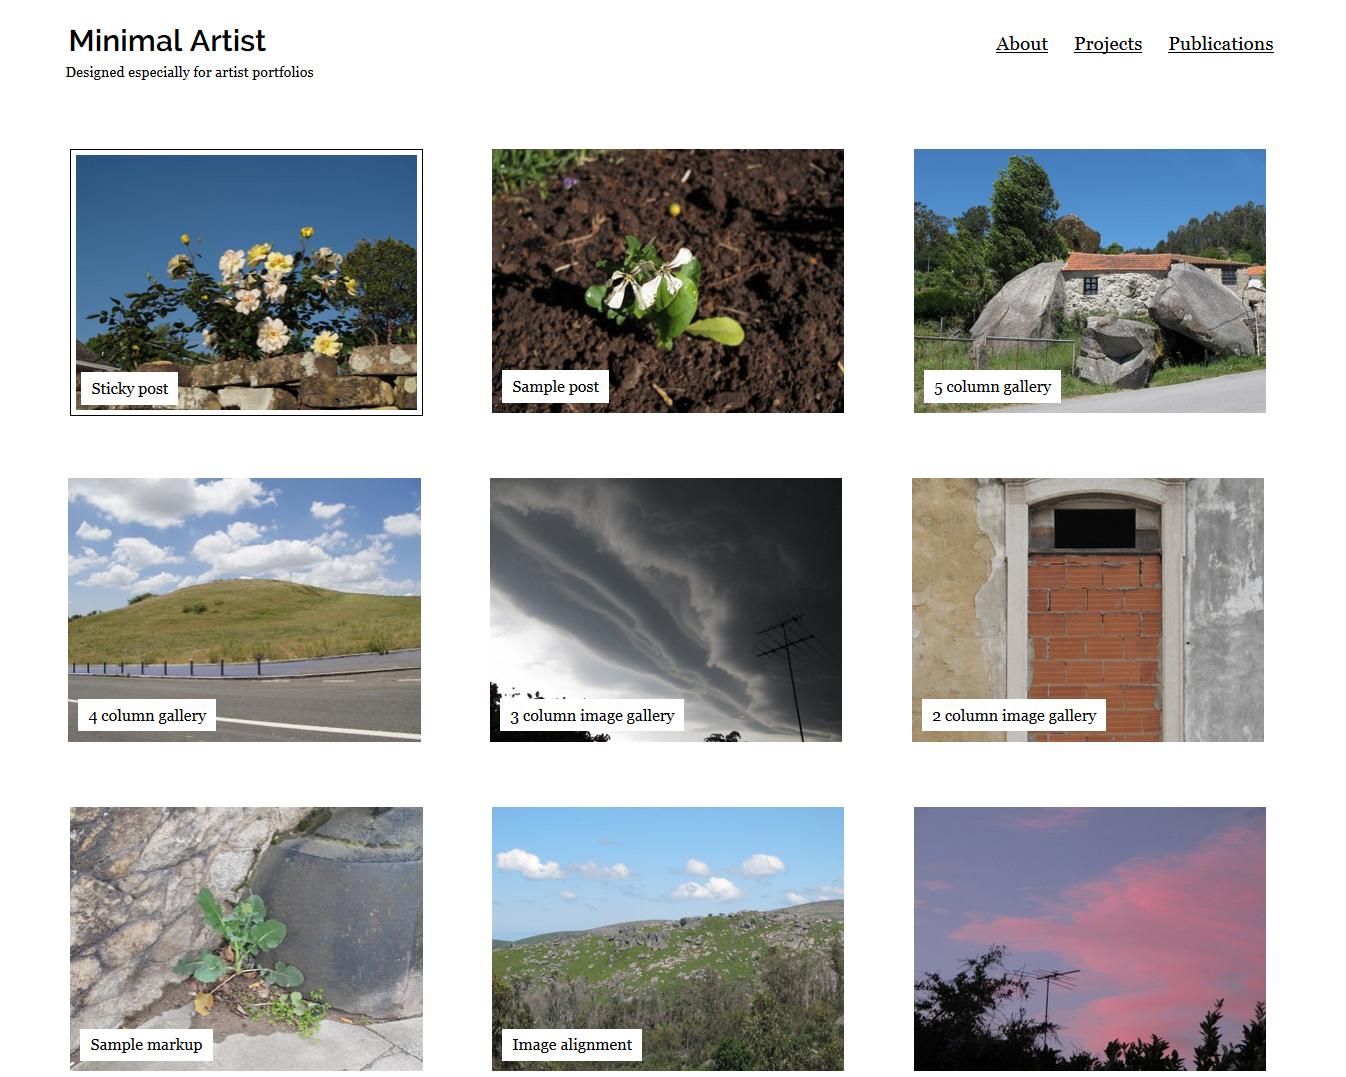 Minimal Artist
Designed especially for artist portfolios
About Projects Publications
Sticky post
Sample post
5 column gallery
4 column gallery
3 column image gallery
2 column image gallery
Sample markup
Image alignment